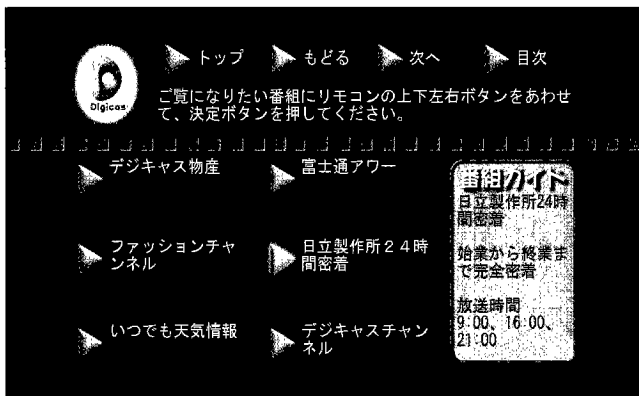 トップ
もどる
次へ
目次
Digicas
ご覧になりたい番組にリモコンの上下左右ボタンをあわせ
て、決定ボタンを押してください。
デジキャス物産
富士通アワー
ファッションチャ
ンネル
日立製作所２４時
間密着
いつでも天気情報
デジキャスチャン
ネル
番組ガイド
日立製作所24時
間密着
始業から終業ま
で完全密着
放送時間
9:00、16:00、
21:00